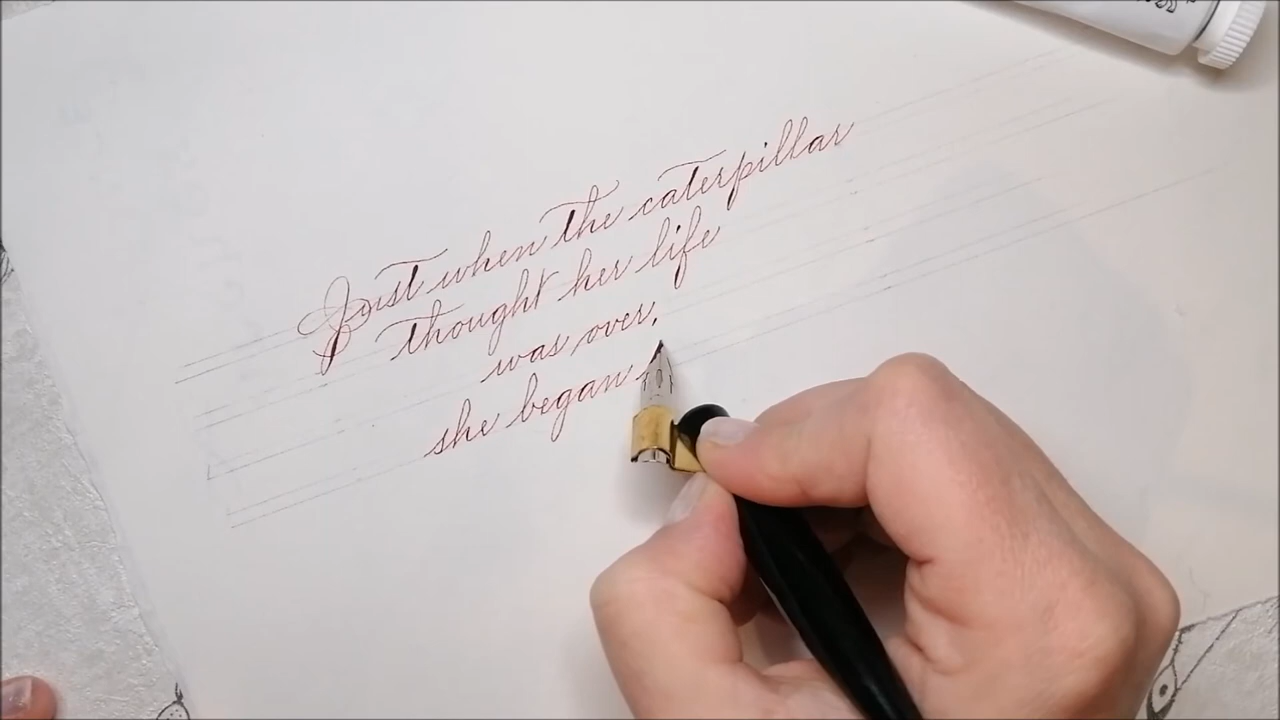 Just when the caterpillar
thought her life
was over,
she began